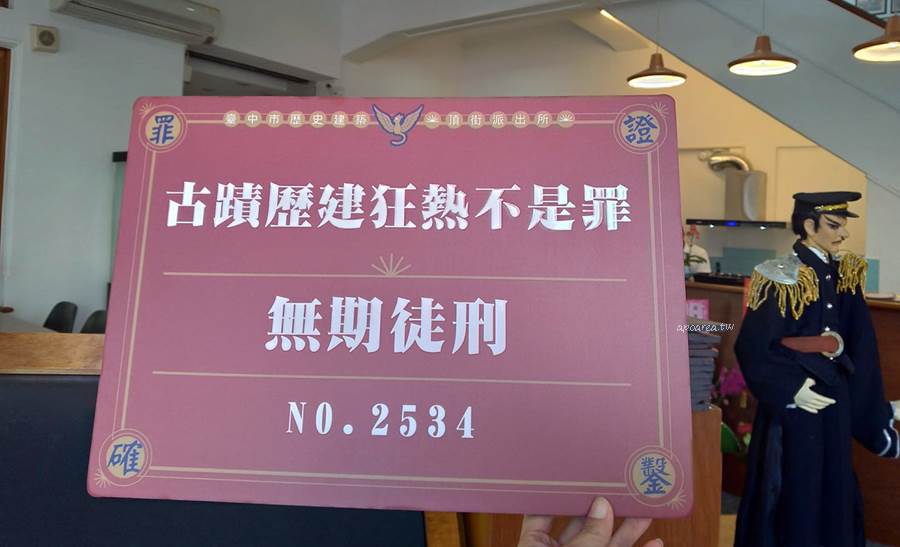 罪 臺中市歷史建築 頂街派出所 證
古蹟歷建狂熱不是罪
無期徒刑
NO.2534
確 鑿
apoarea.tw